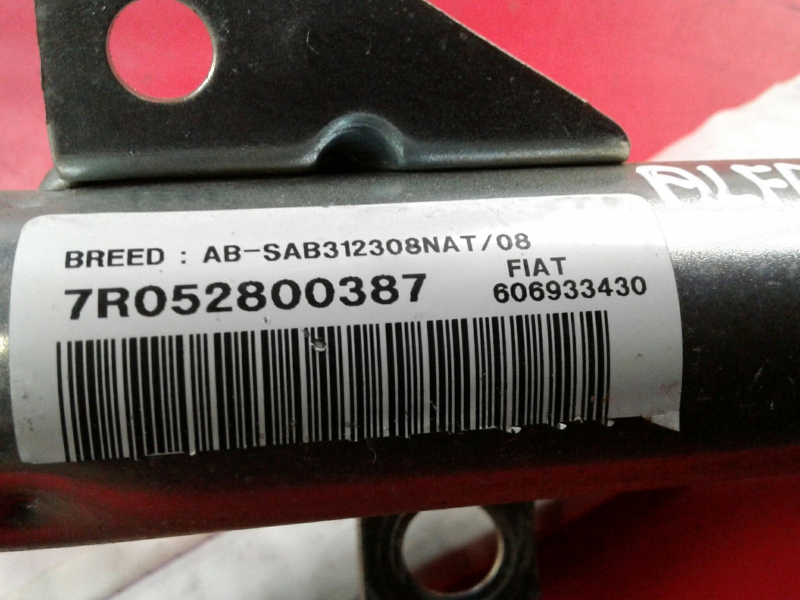 BREED : AB-SAB312308NAT/08
7R052800387
FIAT
606933430